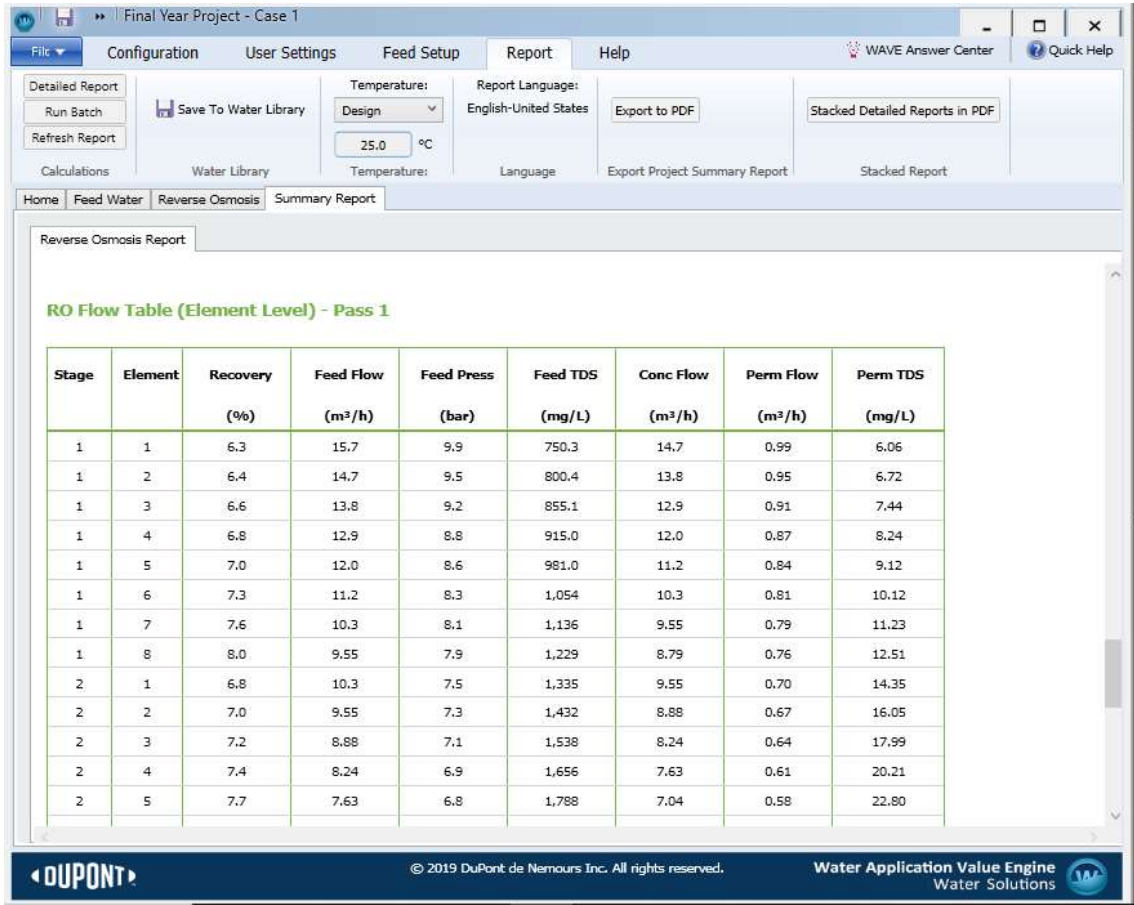 Final Year Project - Case 1
File Configuration User Settings Feed Setup Report Help WAVE Answer Center Quick Help
Detailed Report
Run Batch
Refresh Report
Calculations
Save To Water Library
Water Library
Temperature:
Design
25.0 ºC
Temperature:
Report Language:
English-United States
Language
Export to PDF
Export Project Summary Report
Stacked Detailed Reports in PDF
Stacked Report
Home Feed Water Reverse Osmosis Summary Report
Reverse Osmosis Report
RO Flow Table (Element Level) - Pass 1
Stage Element Recovery Feed Flow Feed Press Feed TDS Conc Flow Perm Flow Perm TDS
(%) (m³/h) (bar) (mg/L) (m³/h) (m³/h) (mg/L)
1 1 6.3 15.7 9.9 750.3 14.7 0.99 6.06
1 2 6.4 14.7 9.5 800.4 13.8 0.95 6.72
1 3 6.6 13.8 9.2 855.1 12.9 0.91 7.44
1 4 6.8 12.9 8.8 915.0 12.0 0.87 8.24
1 5 7.0 12.0 8.6 981.0 11.2 0.84 9.12
1 6 7.3 11.2 8.3 1,054 10.3 0.81 10.12
1 7 7.6 10.3 8.1 1,136 9.55 0.79 11.23
1 8 8.0 9.55 7.9 1,229 8.79 0.76 12.51
2 1 6.8 10.3 7.5 1,335 9.55 0.70 14.35
2 2 7.0 9.55 7.3 1,432 8.88 0.67 16.05
2 3 7.2 8.88 7.1 1,538 8.24 0.64 17.99
2 4 7.4 8.24 6.9 1,656 7.63 0.61 20.21
2 5 7.7 7.63 6.8 1,788 7.04 0.58 22.80
DUPONT
© 2019 DuPont de Nemours Inc. All rights reserved.
Water Application Value Engine
Water Solutions
W